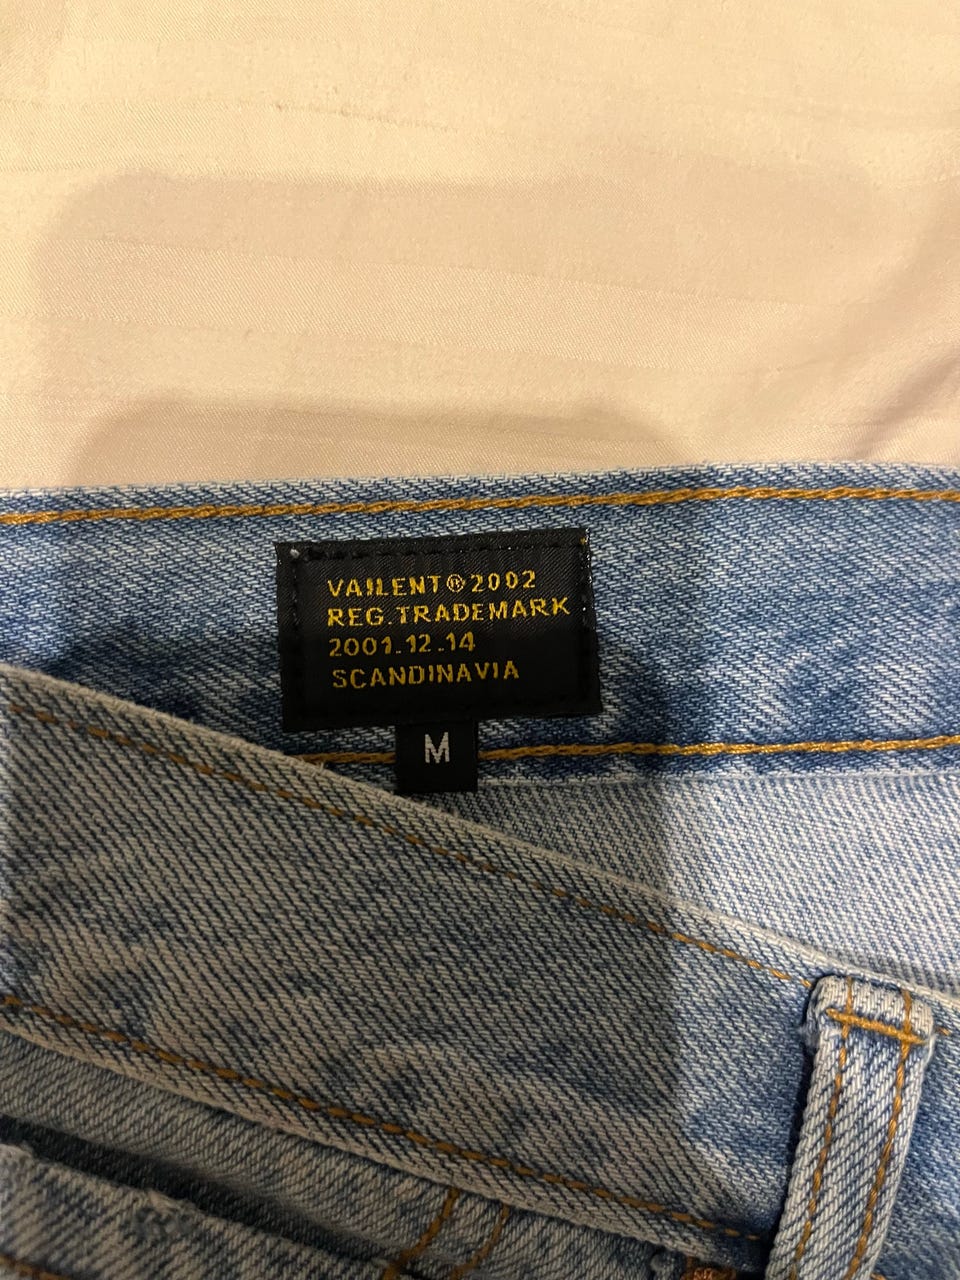 VAILENT®2002
REG.TRADEMARK
2001.12.14
SCANDINAVIA
M